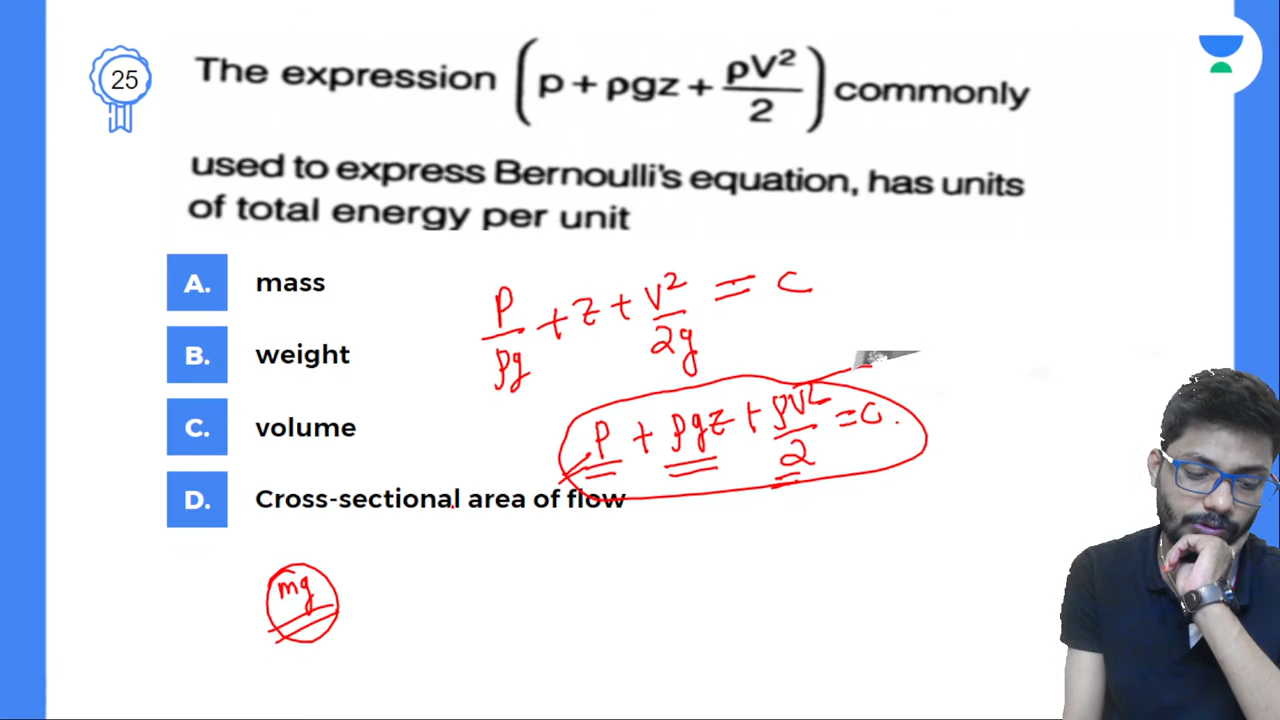 25
The expression (p + ρgz + ρV²/2) commonly
used to express Bernoulli's equation, has units
of total energy per unit
A. mass
B. weight
C. volume
D. Cross-sectional area of flow
P/ρg + z + v²/2g = C
P + ρgz + ρv²/2 = C.
mg